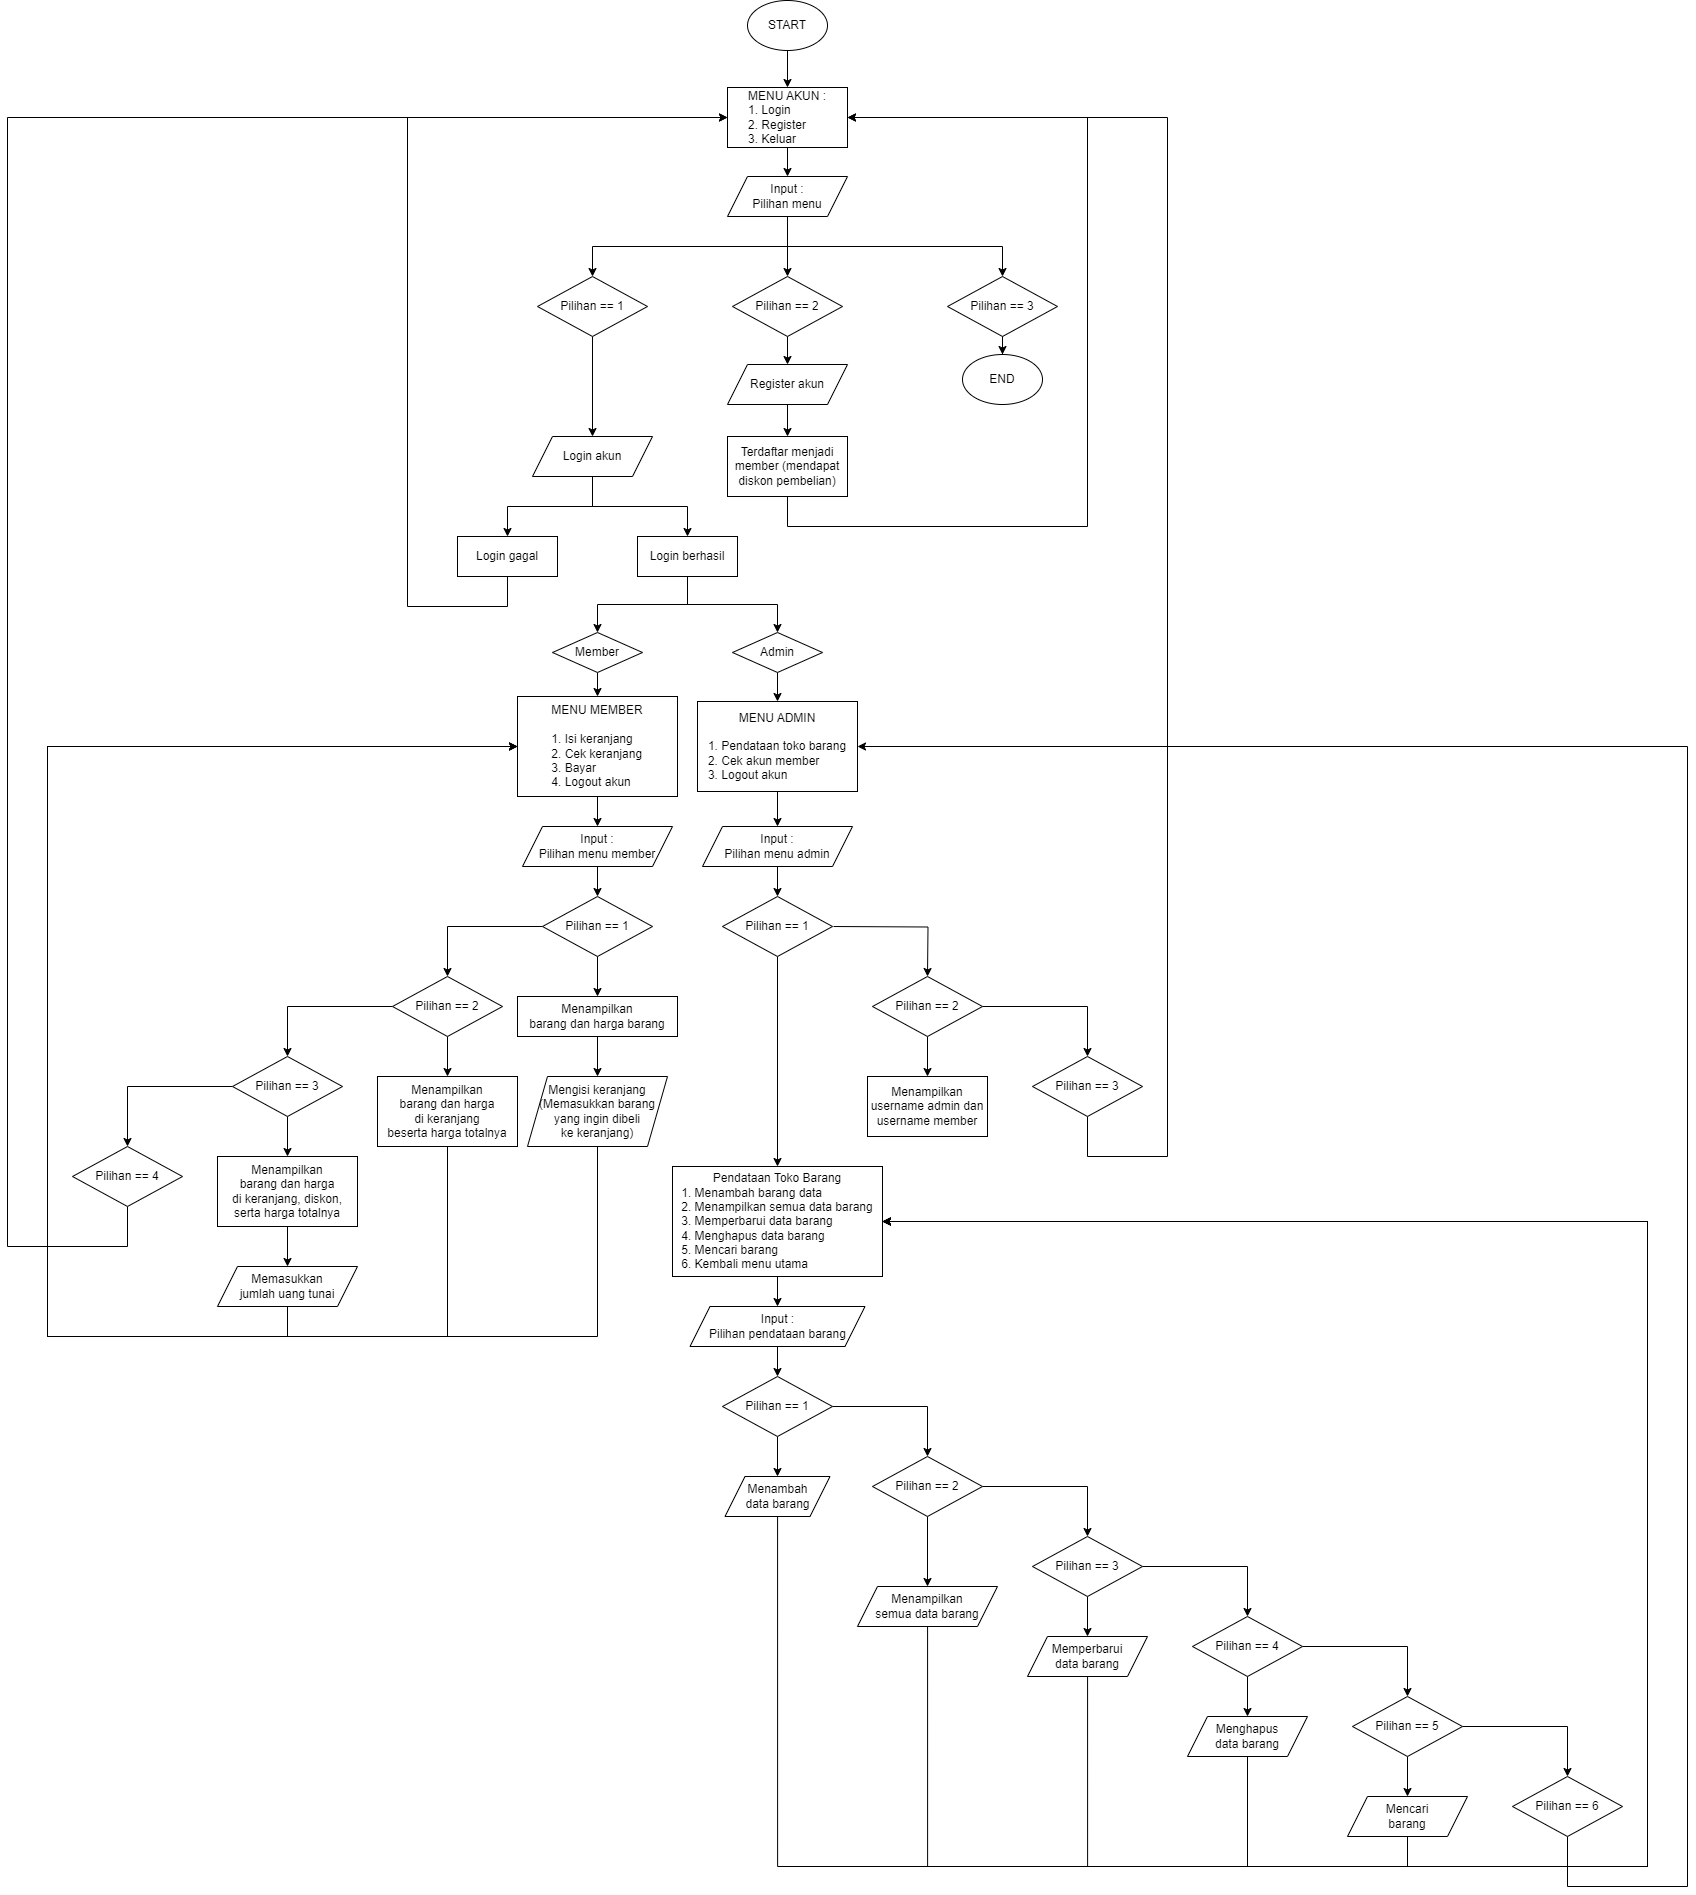 START
MENU AKUN :
1. Login
2. Register
3. Keluar
Input :
Pilihan menu
Pilihan == 1
Pilihan == 2
Pilihan == 3
Register akun
END
Login akun
Terdaftar menjadi
member (mendapat
diskon pembelian)
Login gagal
Login berhasil
Member
Admin
MENU MEMBER
1. Isi keranjang
2. Cek keranjang
3. Bayar
4. Logout akun
MENU ADMIN
1. Pendataan toko barang
2. Cek akun member
3. Logout akun
Input :
Pilihan menu member
Input :
Pilihan menu admin
Pilihan == 1
Pilihan == 1
Pilihan == 2
Menampilkan
barang dan harga barang
Pilihan == 2
Pilihan == 3
Menampilkan
barang dan harga
di keranjang
beserta harga totalnya
Mengisi keranjang
(Memasukkan barang
yang ingin dibeli
ke keranjang)
Menampilkan
username admin dan
username member
Pilihan == 3
Pilihan == 4
Menampilkan
barang dan harga
di keranjang, diskon,
serta harga totalnya
Pendataan Toko Barang
1. Menambah barang data
2. Menampilkan semua data barang
3. Memperbarui data barang
4. Menghapus data barang
5. Mencari barang
6. Kembali menu utama
Memasukkan
jumlah uang tunai
Input :
Pilihan pendataan barang
Pilihan == 1
Menambah
data barang
Pilihan == 2
Pilihan == 3
Menampilkan
semua data barang
Memperbarui
data barang
Pilihan == 4
Menghapus
data barang
Pilihan == 5
Mencari
barang
Pilihan == 6